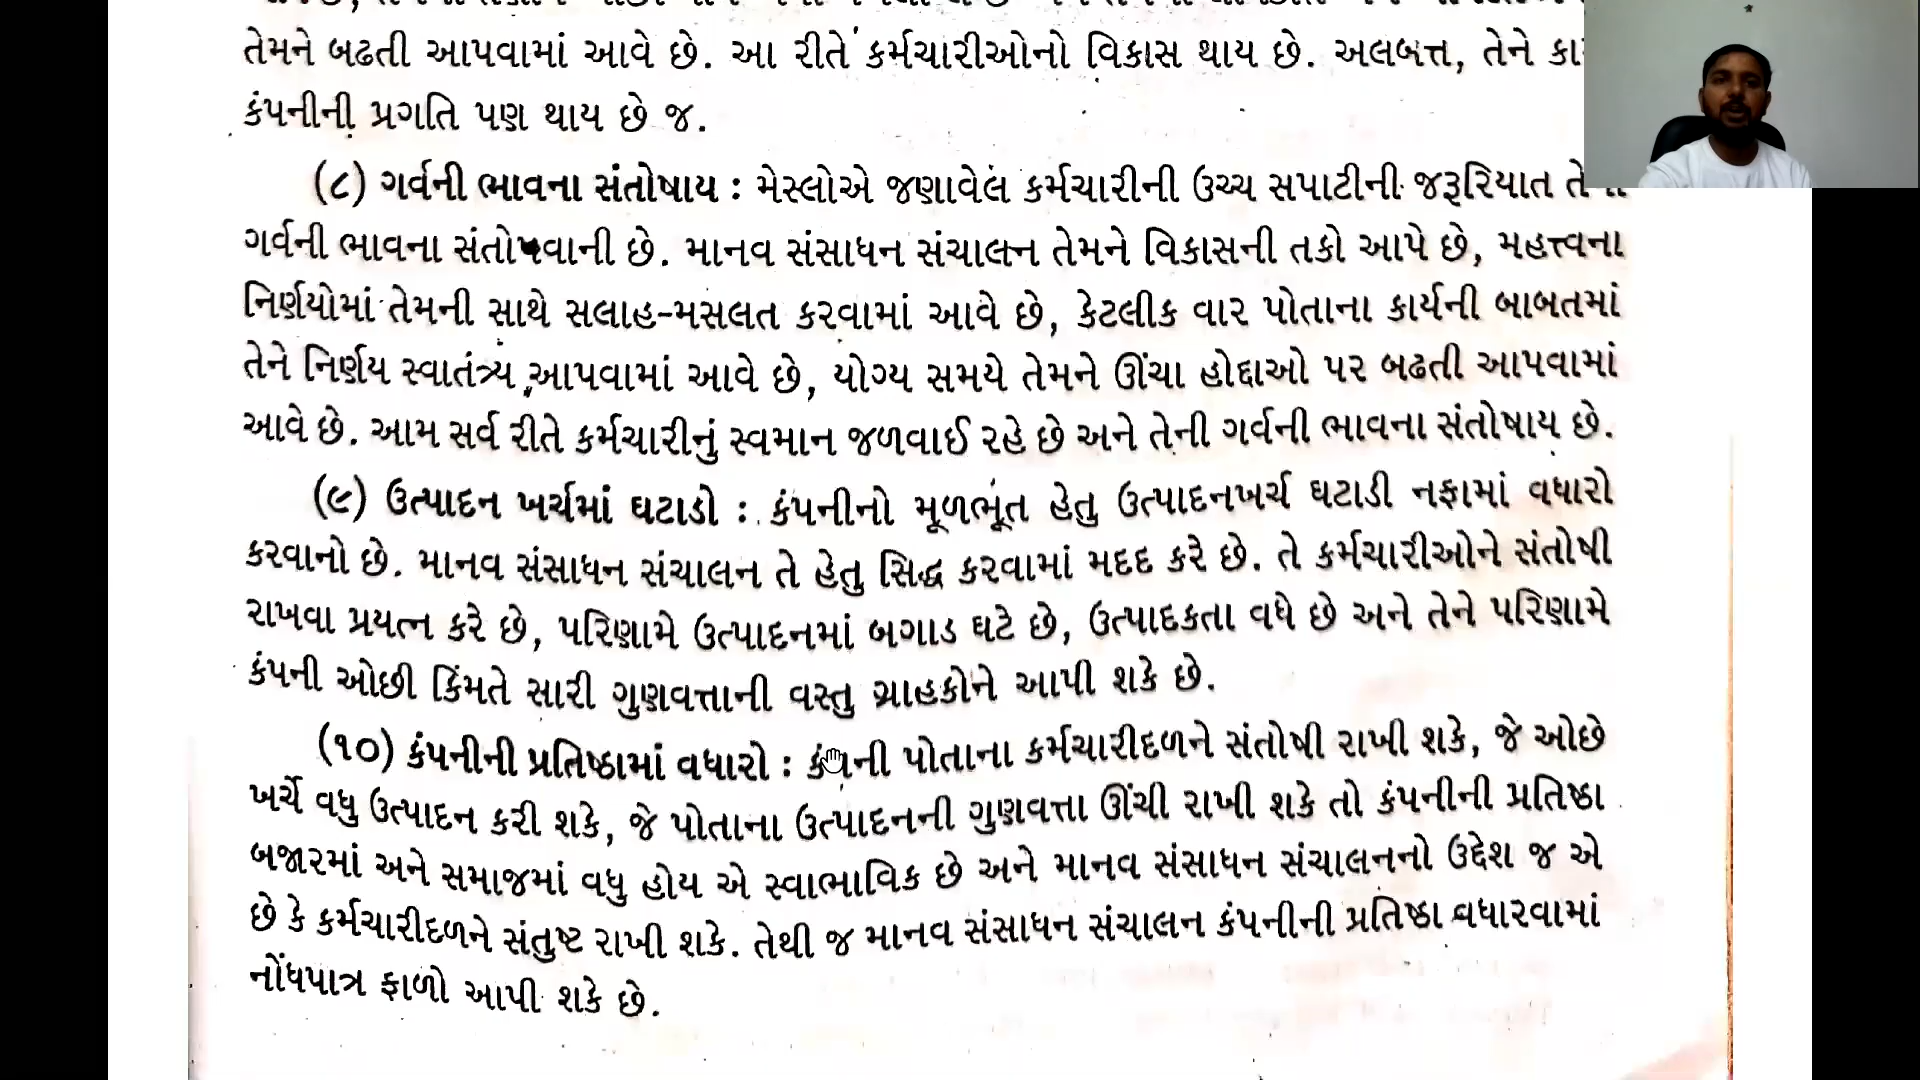 તેમને બઢતી આપવામાં આવે છે. આ રીતે કર્મચારીઓનો વિકાસ થાય છે. અલબત્ત, તેને
કંપનીની પ્રગતિ પણ થાય છે જ.
(૮) ગર્વની ભાવના સંતોષાય : મેસ્લોએ જણાવેલ કર્મચારીની ઉચ્ચ સપાટીની જરૂરિયાત
ગર્વની ભાવના સંતોષવાની છે. માનવ સંસાધન સંચાલન તેમને વિકાસની તકો આપે છે, મહત્ત્વના
નિર્ણયોમાં તેમની સાથે સલાહ-મસલત કરવામાં આવે છે, કેટલીક વાર પોતાના કાર્યની બાબતમાં
તેને નિર્ણય સ્વાતંત્ર્ય આપવામાં આવે છે, યોગ્ય સમયે તેમને ઊંચા હોદ્દાઓ પર બઢતી આપવામાં
આવે છે. આમ સર્વ રીતે કર્મચારીનું સ્વમાન જળવાઈ રહે છે અને તેની ગર્વની ભાવના સંતોષાય છે.
(૯) ઉત્પાદન ખર્ચમાં ઘટાડો : કંપનીનો મૂળભૂત હેતુ ઉત્પાદનખર્ચ ઘટાડી નફામાં વધારો
કરવાનો છે. માનવ સંસાધન સંચાલન તે હેતુ સિદ્ધ કરવામાં મદદ કરે છે. તે કર્મચારીઓને સંતોષી
રાખવા પ્રયત્ન કરે છે, પરિણામે ઉત્પાદનમાં બગાડ ઘટે છે, ઉત્પાદકતા વધે છે અને તેને પરિણામે
કંપની ઓછી કિંમતે સારી ગુણવત્તાની વસ્તુ ગ્રાહકોને આપી શકે છે.
(૧૦) કંપનીની પ્રતિષ્ઠામાં વધારો : કંપની પોતાના કર્મચારીદળને સંતોષી રાખી શકે, જે ઓછે
ખર્ચે વધુ ઉત્પાદન કરી શકે, જે પોતાના ઉત્પાદનની ગુણવત્તા ઊંચી રાખી શકે તો કંપનીની પ્રતિષ્ઠા
બજારમાં અને સમાજમાં વધુ હોય એ સ્વાભાવિક છે અને માનવ સંસાધન સંચાલનનો ઉદ્દેશ જ એ
છે કે કર્મચારીદળને સંતુષ્ટ રાખી શકે. તેથી જ માનવ સંસાધન સંચાલન કંપનીની પ્રતિષ્ઠા વધારવામાં
નોંધપાત્ર ફાળો આપી શકે છે.